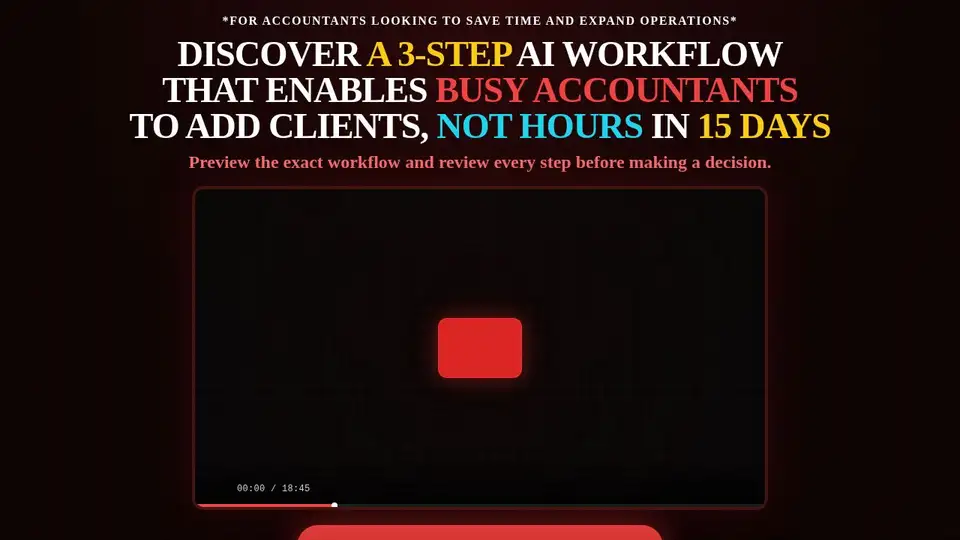 *FOR ACCOUNTANTS LOOKING TO SAVE TIME AND EXPAND OPERATIONS*
DISCOVER A 3-STEP AI WORKFLOW
THAT ENABLES BUSY ACCOUNTANTS
TO ADD CLIENTS, NOT HOURS IN 15 DAYS
Preview the exact workflow and review every step before making a decision.
00:00 / 18:45